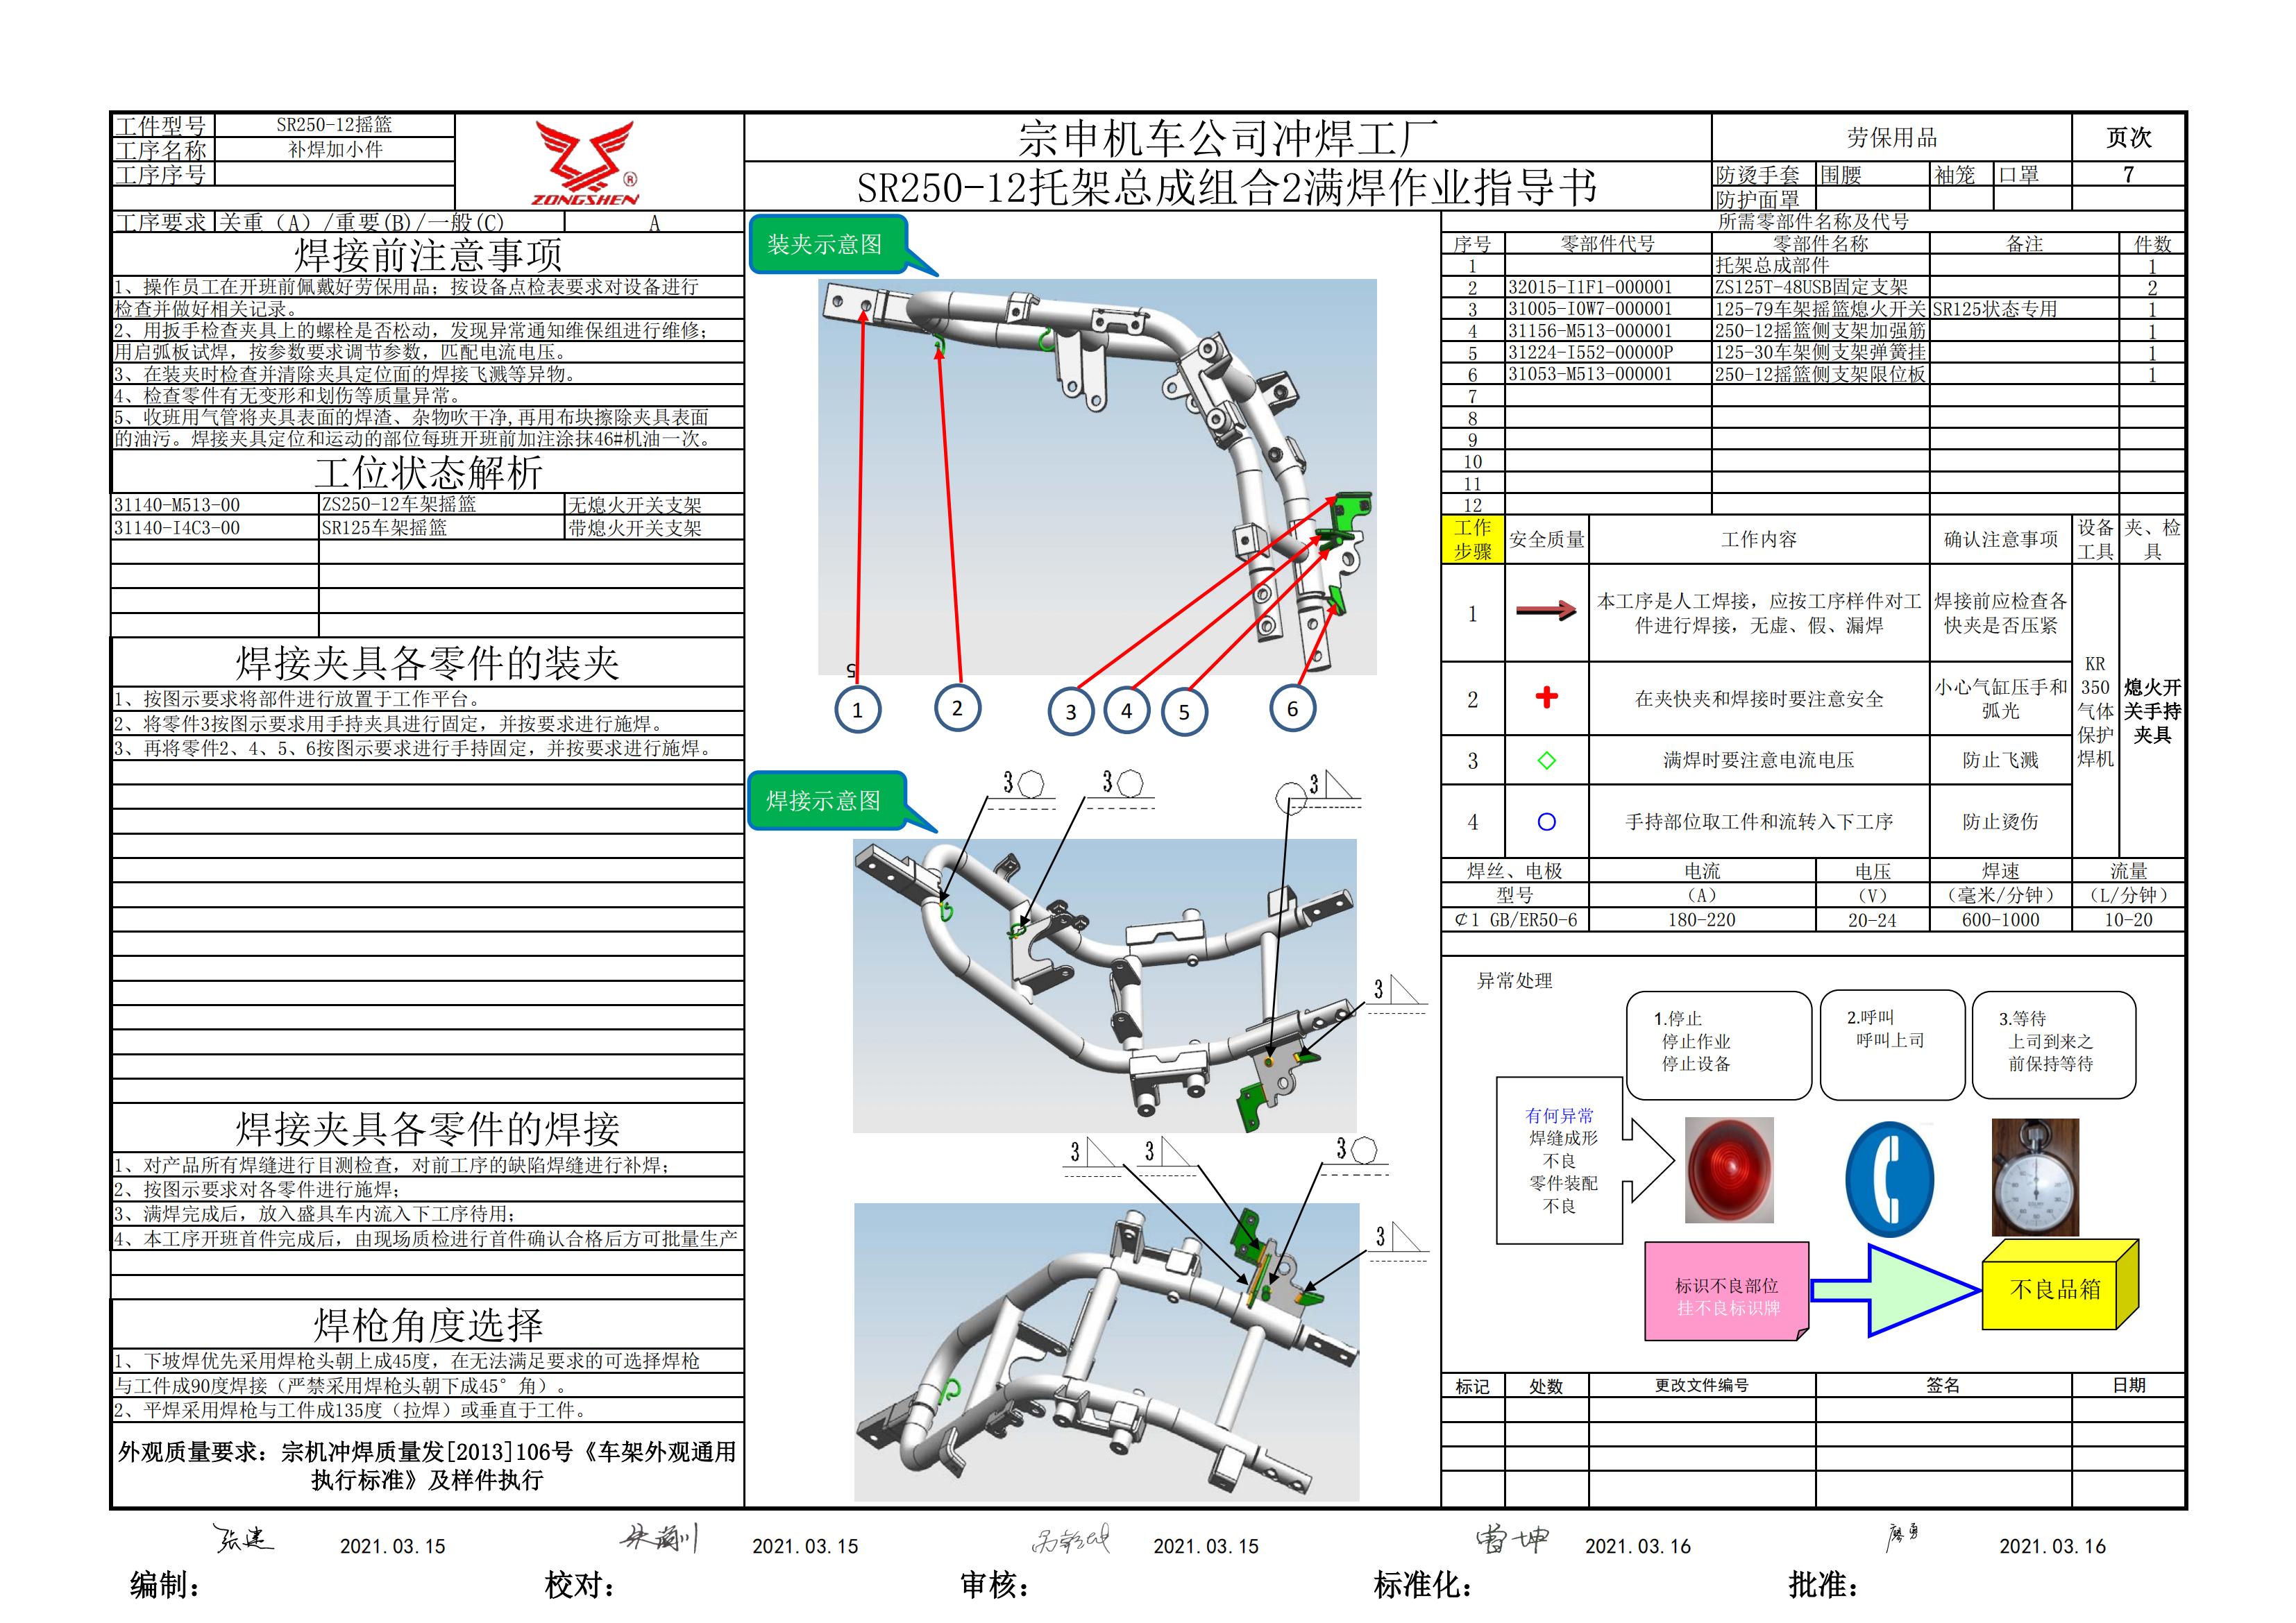 工件型号 SR250-12摇篮
工序名称 补焊加小件
工序序号
ZONGSHEN ®
宗申机车公司冲焊工厂
SR250-12托架总成组合2满焊作业指导书
劳保用品 页次
防烫手套 围腰 袖笼 口罩 7
防护面罩
工序要求 关重（A）/重要(B)/一般(C) A
焊接前注意事项
1、操作员工在开班前佩戴好劳保用品；按设备点检表要求对设备进行
检查并做好相关记录。
2、用扳手检查夹具上的螺栓是否松动，发现异常通知维保组进行维修；
用启弧板试焊，按参数要求调节参数，匹配电流电压。
3、在装夹时检查并清除夹具定位面的焊接飞溅等异物。
4、检查零件有无变形和划伤等质量异常。
5、收班用气管将夹具表面的焊渣、杂物吹干净,再用布块擦除夹具表面
的油污。焊接夹具定位和运动的部位每班开班前加注涂抹46#机油一次。
工位状态解析
31140-M513-00 ZS250-12车架摇篮 无熄火开关支架
31140-I4C3-00 SR125车架摇篮 带熄火开关支架
焊接夹具各零件的装夹
1、按图示要求将部件进行放置于工作平台。
2、将零件3按图示要求用手持夹具进行固定，并按要求进行施焊。
3、再将零件2、4、5、6按图示要求进行手持固定，并按要求进行施焊。
焊接夹具各零件的焊接
1、对产品所有焊缝进行目测检查，对前工序的缺陷焊缝进行补焊；
2、按图示要求对各零件进行施焊；
3、满焊完成后，放入盛具车内流入下工序待用；
4、本工序开班首件完成后，由现场质检进行首件确认合格后方可批量生产
焊枪角度选择
1、下坡焊优先采用焊枪头朝上成45度，在无法满足要求的可选择焊枪
与工件成90度焊接（严禁采用焊枪头朝下成45°角）。
2、平焊采用焊枪与工件成135度（拉焊）或垂直于工件。
外观质量要求：宗机冲焊质量发[2013]106号《车架外观通用
执行标准》及样件执行
装夹示意图
5
1 2 3 4 5 6
焊接示意图
3 3 3
3
3 3 3
3
所需零部件名称及代号
序号 零部件代号 零部件名称 备注 件数
1 托架总成部件 1
2 32015-I1F1-000001 ZS125T-48USB固定支架 2
3 31005-I0W7-000001 125-79车架摇篮熄火开关 SR125状态专用 1
4 31156-M513-000001 250-12摇篮侧支架加强筋 1
5 31224-I552-00000P 125-30车架侧支架弹簧挂 1
6 31053-M513-000001 250-12摇篮侧支架限位板 1
7
8
9
10
11
12
工作步骤 安全质量 工作内容 确认注意事项 设备工具 夹、检具
1 本工序是人工焊接，应按工序样件对工件进行焊接，无虚、假、漏焊 焊接前应检查各快夹是否压紧
2 在夹快夹和焊接时要注意安全 小心气缸压手和弧光
3 满焊时要注意电流电压 防止飞溅
4 手持部位取工件和流转入下工序 防止烫伤
KR350气体保护焊机
熄火开关手持夹具
焊丝、电极 电流 电压 焊速 流量
型号 （A） （V） （毫米/分钟） （L/分钟）
¢1 GB/ER50-6 180-220 20-24 600-1000 10-20
异常处理
1.停止
停止作业
停止设备
2.呼叫
呼叫上司
3.等待
上司到来之
前保持等待
有何异常
焊缝成形
不良
零件装配
不良
标识不良部位
挂不良标识牌
不良品箱
标记 处数 更改文件编号 签名 日期
2021.03.15 2021.03.15 2021.03.15 雷坤 2021.03.16 廖勇 2021.03.16
编制： 校对： 审核： 标准化： 批准：